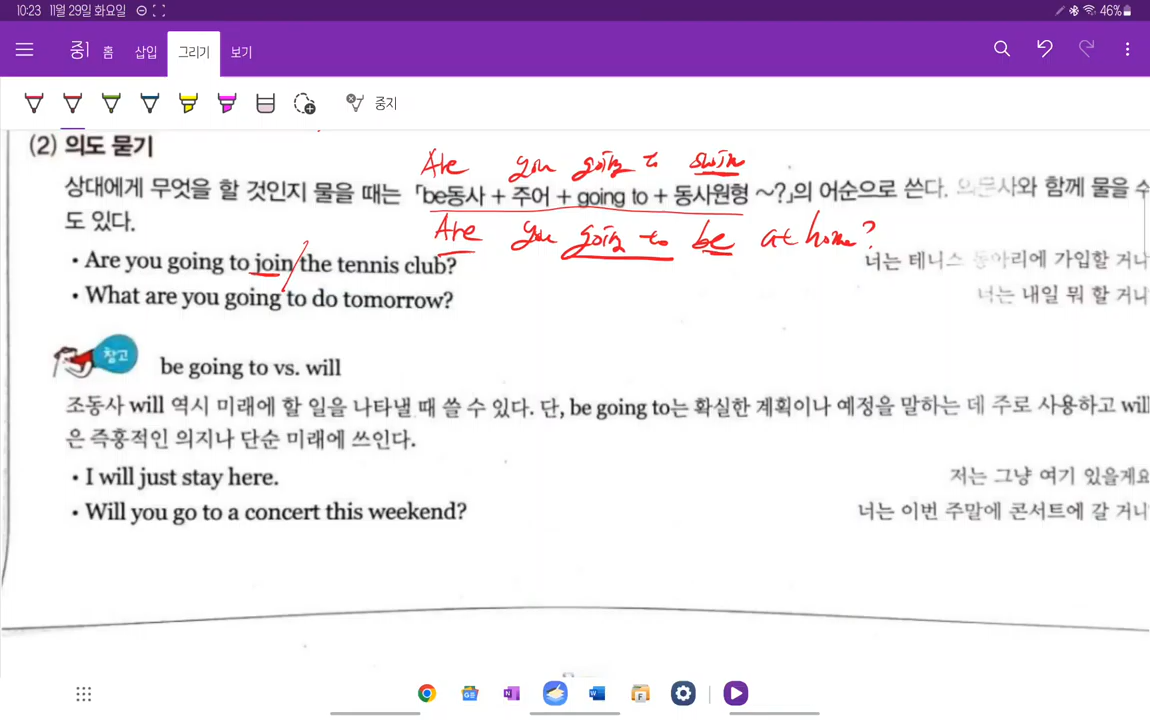 10:23 11월 29일 화요일 46%
중1 홈 삽입 그리기 보기
중지
(2) 의도 묻기
Are you going to swim
상대에게 무엇을 할 것인지 물을 때는 「be동사 + 주어 + going to + 동사원형 ~?」의 어순으로 쓴다. 의문사와 함께 물을 수
도 있다.
Are you going to be at home?
• Are you going to join/the tennis club? 너는 테니스 동아리에 가입할 거니
• What are you going to do tomorrow? 너는 내일 뭐 할 거니
참고 be going to vs. will
조동사 will 역시 미래에 할 일을 나타낼 때 쓸 수 있다. 단, be going to는 확실한 계획이나 예정을 말하는 데 주로 사용하고 will
은 즉흥적인 의지나 단순 미래에 쓰인다.
• I will just stay here. 저는 그냥 여기 있을게요
• Will you go to a concert this weekend? 너는 이번 주말에 콘서트에 갈 거니